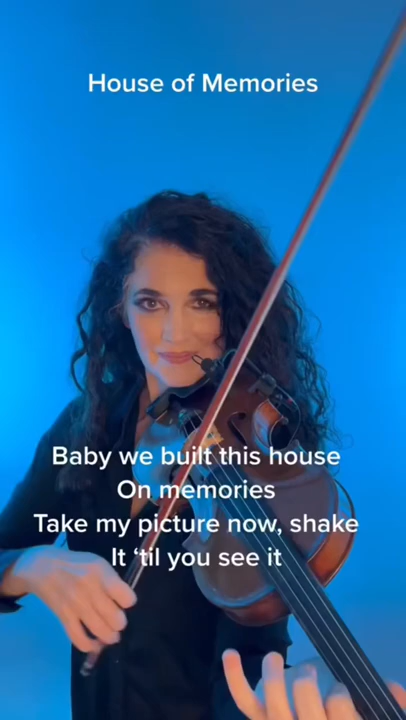 House of Memories
Baby we built this house
On memories
Take my picture now, shake
It ‘til you see it